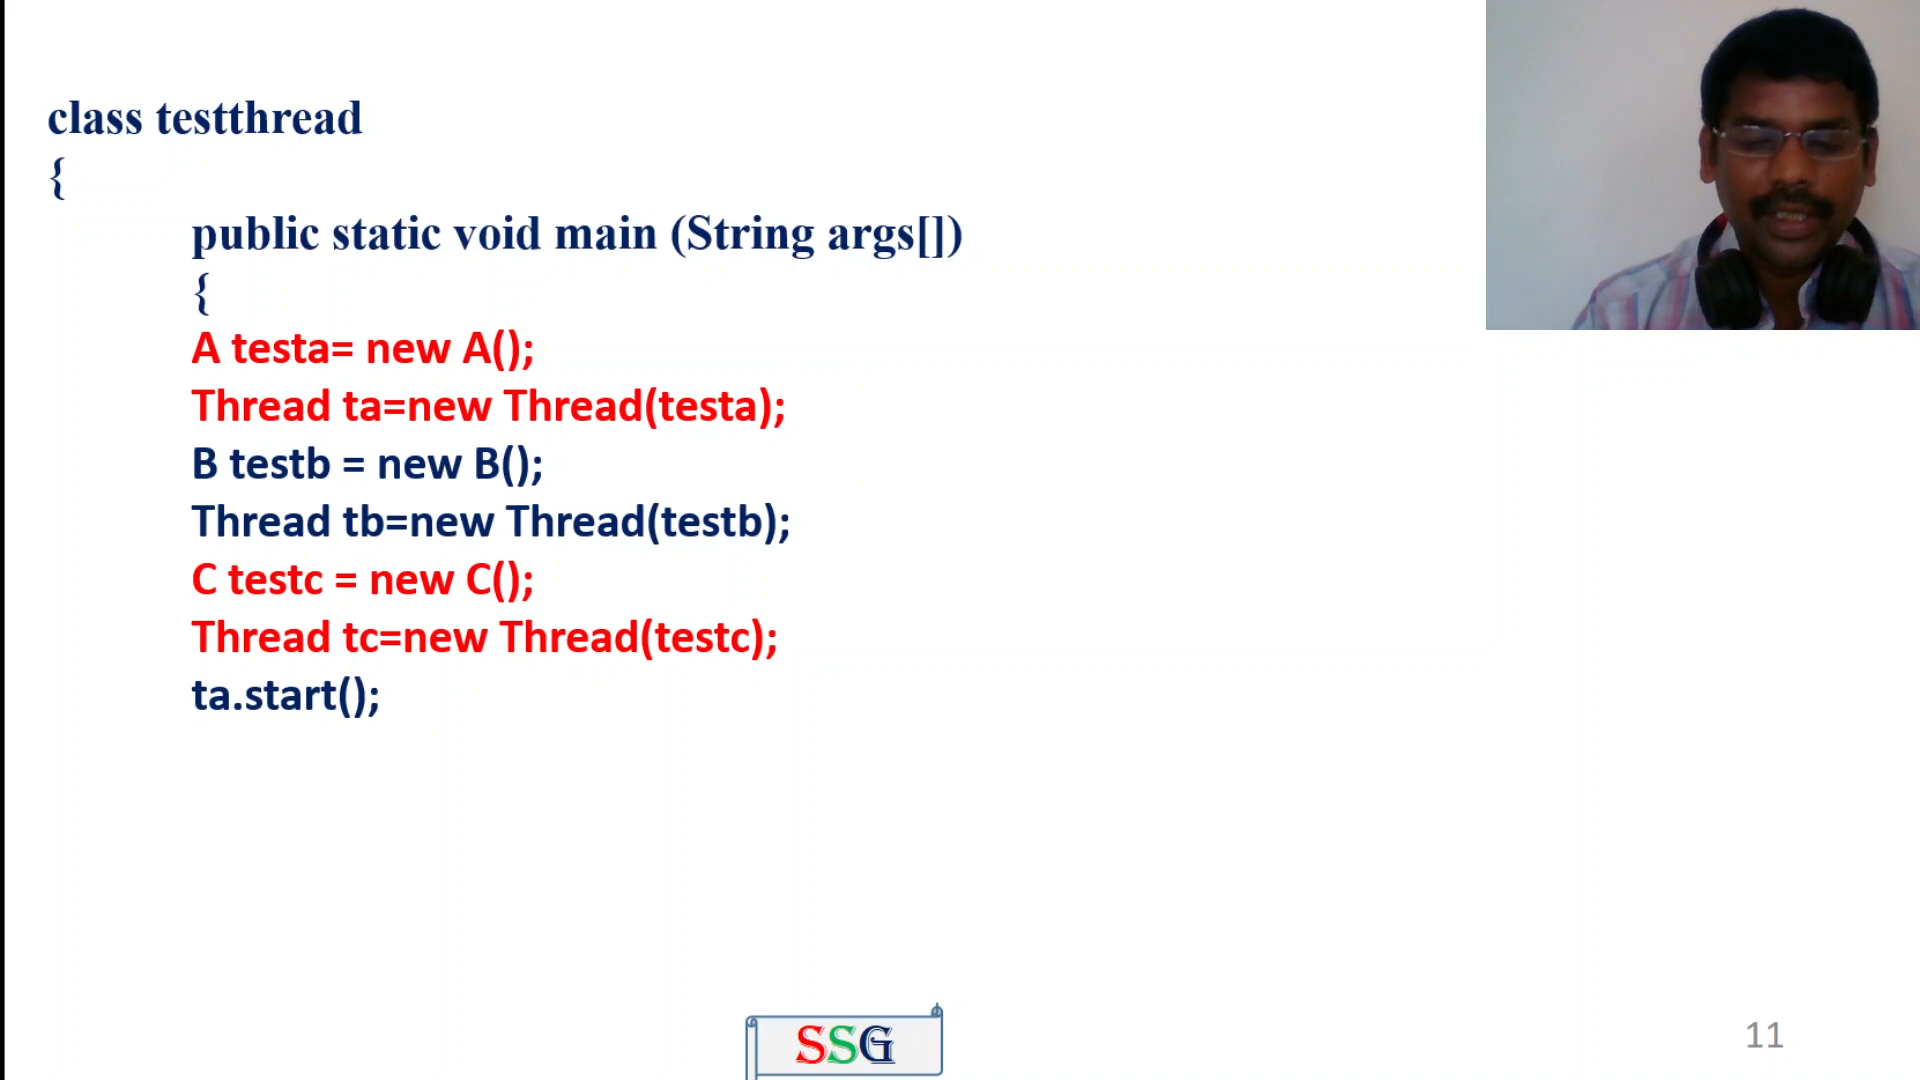 class testthread
{
public static void main (String args[])
{
A testa= new A();
Thread ta=new Thread(testa);
B testb = new B();
Thread tb=new Thread(testb);
C testc = new C();
Thread tc=new Thread(testc);
ta.start();
SSG
11